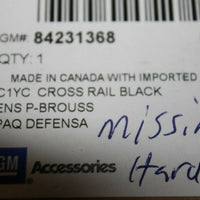 GM# 84231368
QTY: 1
MADE IN CANADA WITH IMPORTED
C1YC CROSS RAIL BLACK
ENS P-BROUSS
PAQ DEFENSA
Missin
Hard
GM Accessories